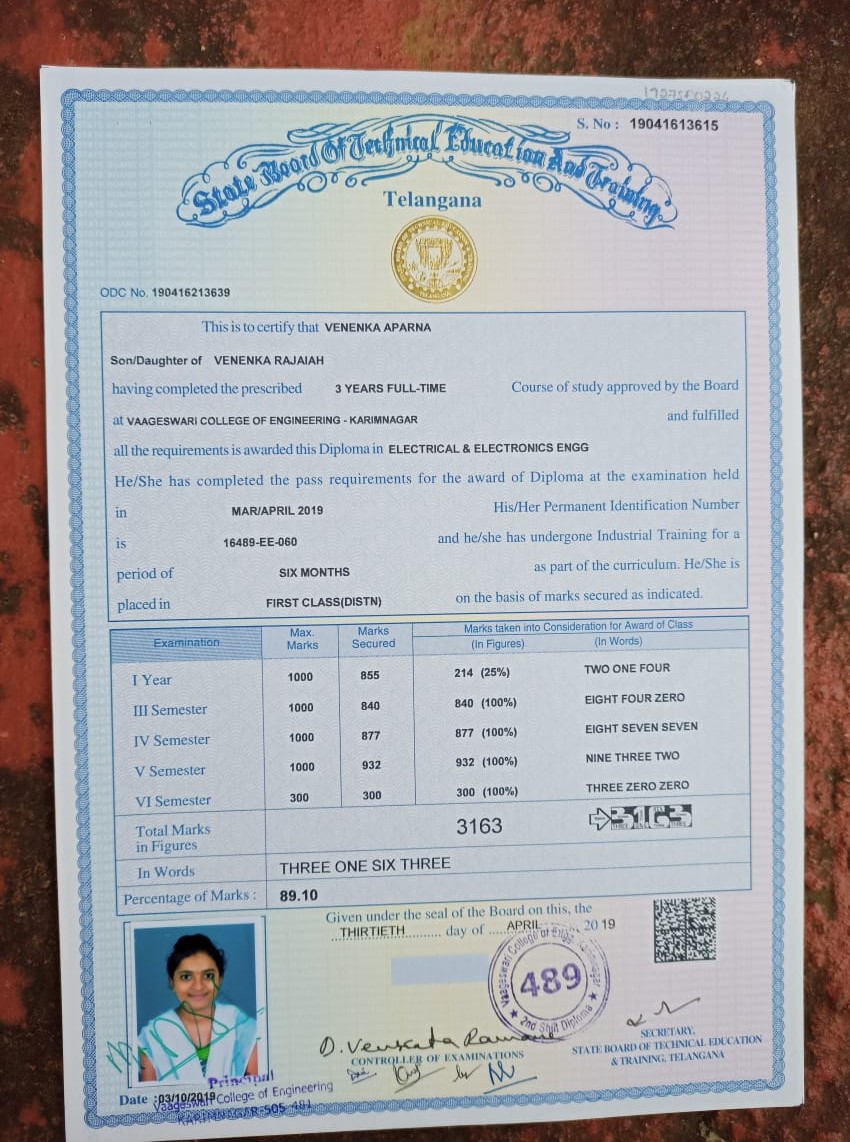 S. No : 19041613615
State Board Of Technical Education And Training
Telangana
ODC No. 190416213639
This is to certify that VENENKA APARNA
Son/Daughter of VENENKA RAJAIAH
having completed the prescribed 3 YEARS FULL-TIME Course of study approved by the Board
at VAAGESWARI COLLEGE OF ENGINEERING - KARIMNAGAR and fulfilled
all the requirements is awarded this Diploma in ELECTRICAL & ELECTRONICS ENGG
He/She has completed the pass requirements for the award of Diploma at the examination held
in MAR/APRIL 2019 His/Her Permanent Identification Number
is 16489-EE-060 and he/she has undergone Industrial Training for a
period of SIX MONTHS as part of the curriculum. He/She is
placed in FIRST CLASS(DISTN) on the basis of marks secured as indicated.
Examination Max. Marks Marks Secured Marks taken into Consideration for Award of Class
(In Figures) (In Words)
I Year 1000 855 214 (25%) TWO ONE FOUR
III Semester 1000 840 840 (100%) EIGHT FOUR ZERO
IV Semester 1000 877 877 (100%) EIGHT SEVEN SEVEN
V Semester 1000 932 932 (100%) NINE THREE TWO
VI Semester 300 300 300 (100%) THREE ZERO ZERO
Total Marks in Figures 3163 3163
In Words THREE ONE SIX THREE
Percentage of Marks : 89.10
Given under the seal of the Board on this, the
THIRTIETH ......... day of .....APRIL..... 2019
Vaageswari College of Engg. Karimnagar
489
★ 2nd Shift Diploma ★
D. Venkata Ramana
CONTROLLER OF EXAMINATIONS
SECRETARY,
STATE BOARD OF TECHNICAL EDUCATION
& TRAINING, TELANGANA
Principal
Date :03/10/2019
Vaageswari College of Engineering
KARIMNAGAR-505 481